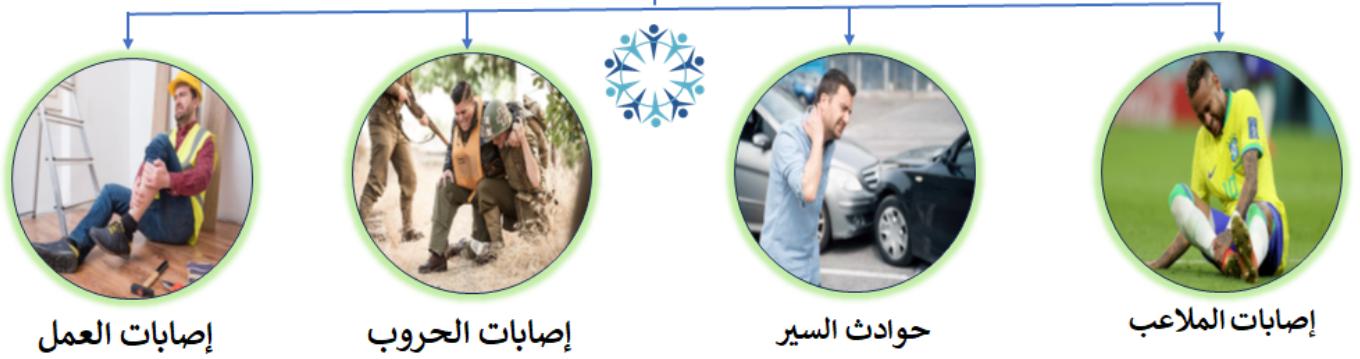 إصابات الملاعب
حوادث السير
إصابات الحروب
إصابات العمل